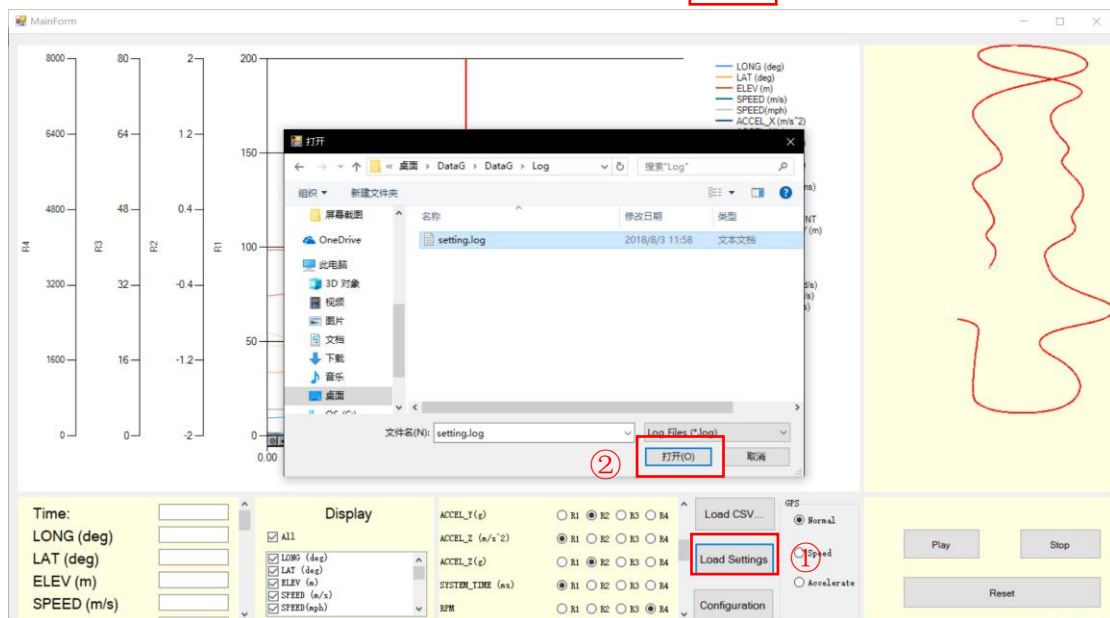 MainForm
8000
6400
4800
3200
1600
0
R4
80
64
48
32
16
0
R3
2
1.2
0.4
-0.4
-1.2
-2
R2
R1
200
150
100
50
0
0.00
LONG (deg)
LAT (deg)
ELEV (m)
SPEED (m/s)
SPEED(mph)
ACCEL_X (m/s^2)
打开
« 桌面 › DataG › DataG › Log
搜索"Log"
组织
新建文件夹
屏幕截图
OneDrive
此电脑
3D 对象
视频
图片
文档
下载
音乐
桌面
名称 修改日期 类型
setting.log 2018/8/3 11:58 文本文档
文件名(N): setting.log
Log Files (*.log)
② 打开(O) 取消
Time:
LONG (deg)
LAT (deg)
ELEV (m)
SPEED (m/s)
Display
All
LONG (deg)
LAT (deg)
ELEV (m)
SPEED (m/s)
SPEED(mph)
ACCEL_Y(g) R1 R2 R3 R4
ACCEL_Z (m/s^2) R1 R2 R3 R4
ACCEL_Z(g) R1 R2 R3 R4
SYSTEM_TIME (ms) R1 R2 R3 R4
RPM R1 R2 R3 R4
Load CSV...
Load Settings
①
Configuration
GPS
Normal
Speed
Accelerate
Play
Stop
Reset